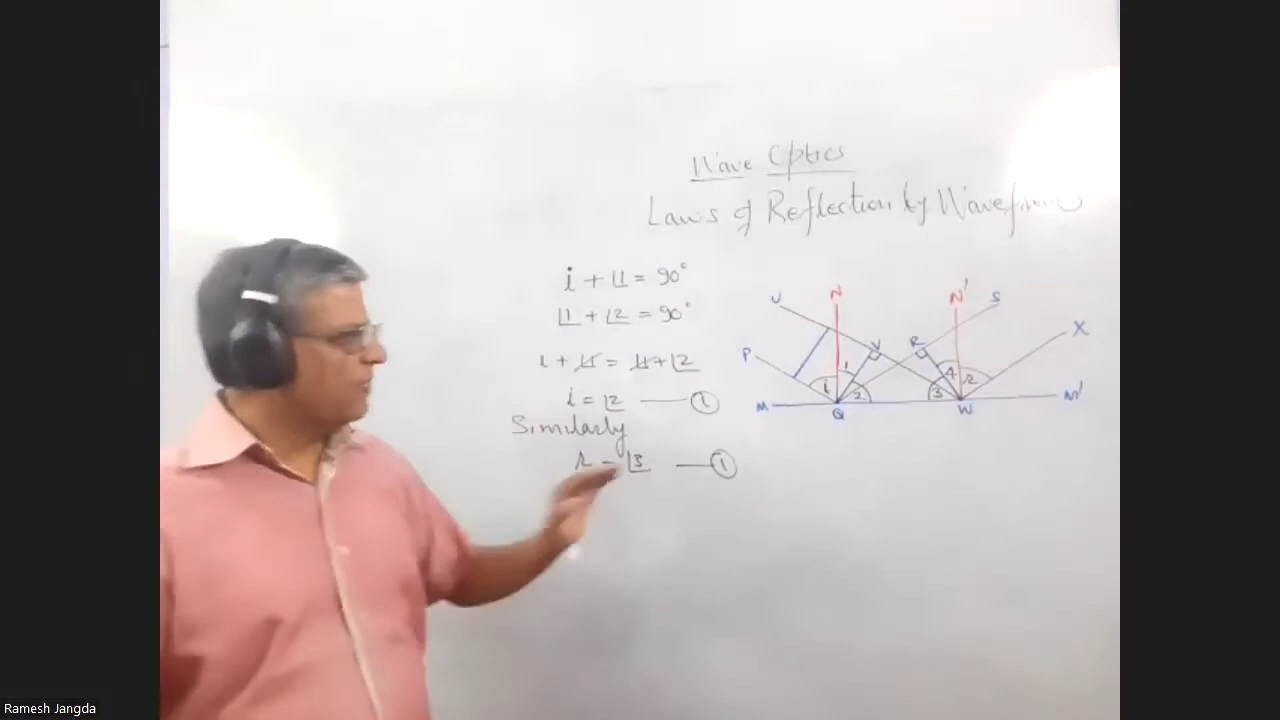 Wave Optics
Laws of Reflection by Wavefront
i + ∠1 = 90°
∠1 + ∠2 = 90°
i + ∠1 = ∠1 + ∠2
i = ∠2 —— (1)
Similarly
r = ∠3 —— (1)
U N N' S
P V R X
i 1 2 3 4 r
M Q W M'
Ramesh Jangda